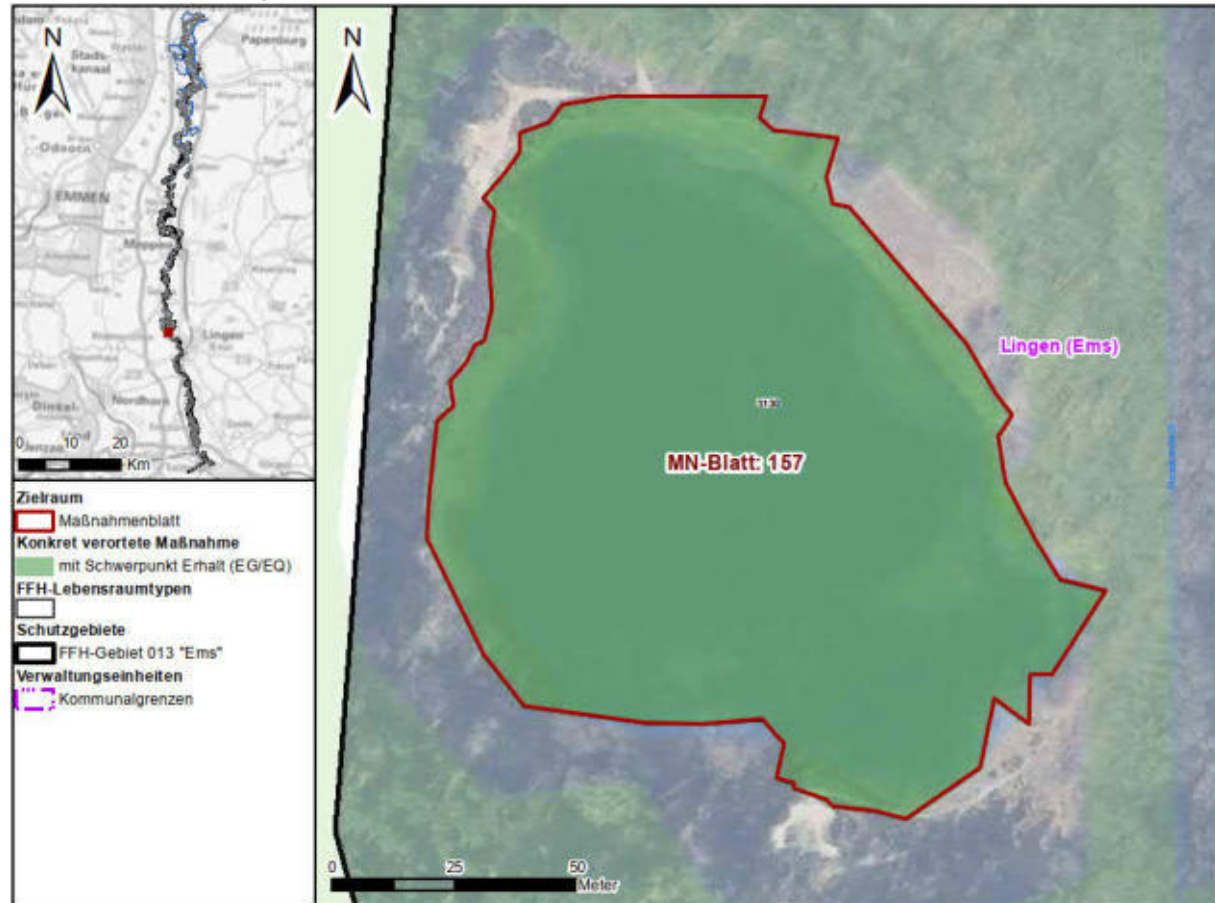 N
Papenburg
Stads-
kanaal
Odoorn
EMMEN
Lingen
Nordhorn
0 10 20
Km
Zielraum
Maßnahmenblatt
Konkret verortete Maßnahme
mit Schwerpunkt Erhalt (EG/EQ)
FFH-Lebensraumtypen
Schutzgebiete
FFH-Gebiet 013 "Ems"
Verwaltungseinheiten
Kommunalgrenzen
N
Lingen (Ems)
MN-Blatt: 157
0 25 50
Meter